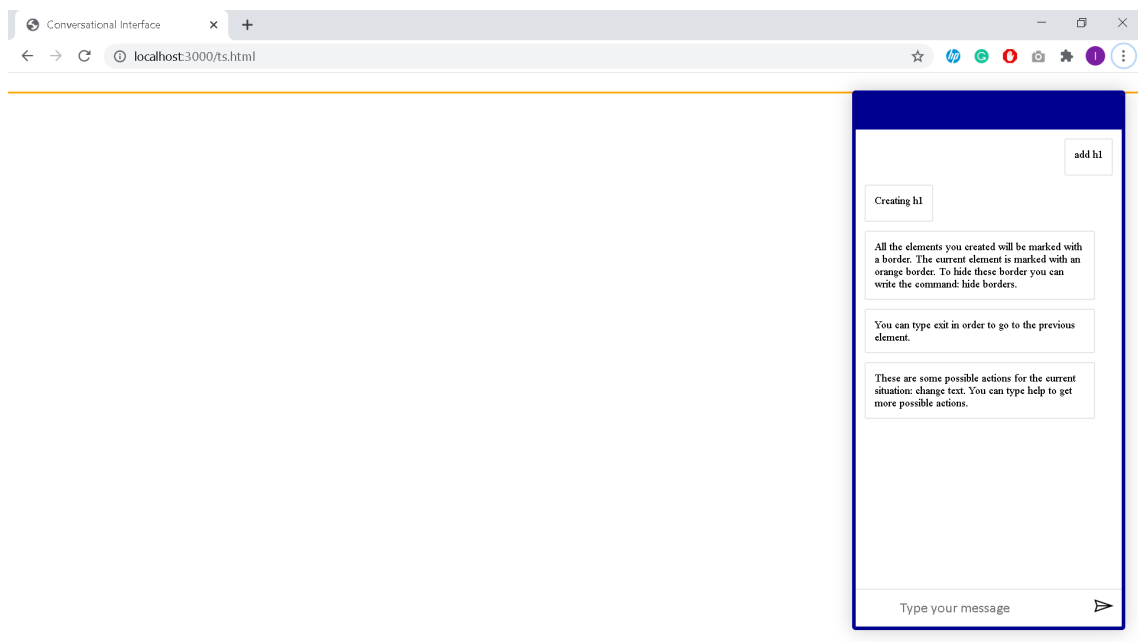 Conversational Interface
localhost:3000/ts.html
add h1
Creating h1
All the elements you created will be marked with
a border. The current element is marked with an
orange border. To hide these border you can
write the command: hide borders.
You can type exit in order to go to the previous
element.
These are some possible actions for the current
situation: change text. You can type help to get
more possible actions.
Type your message